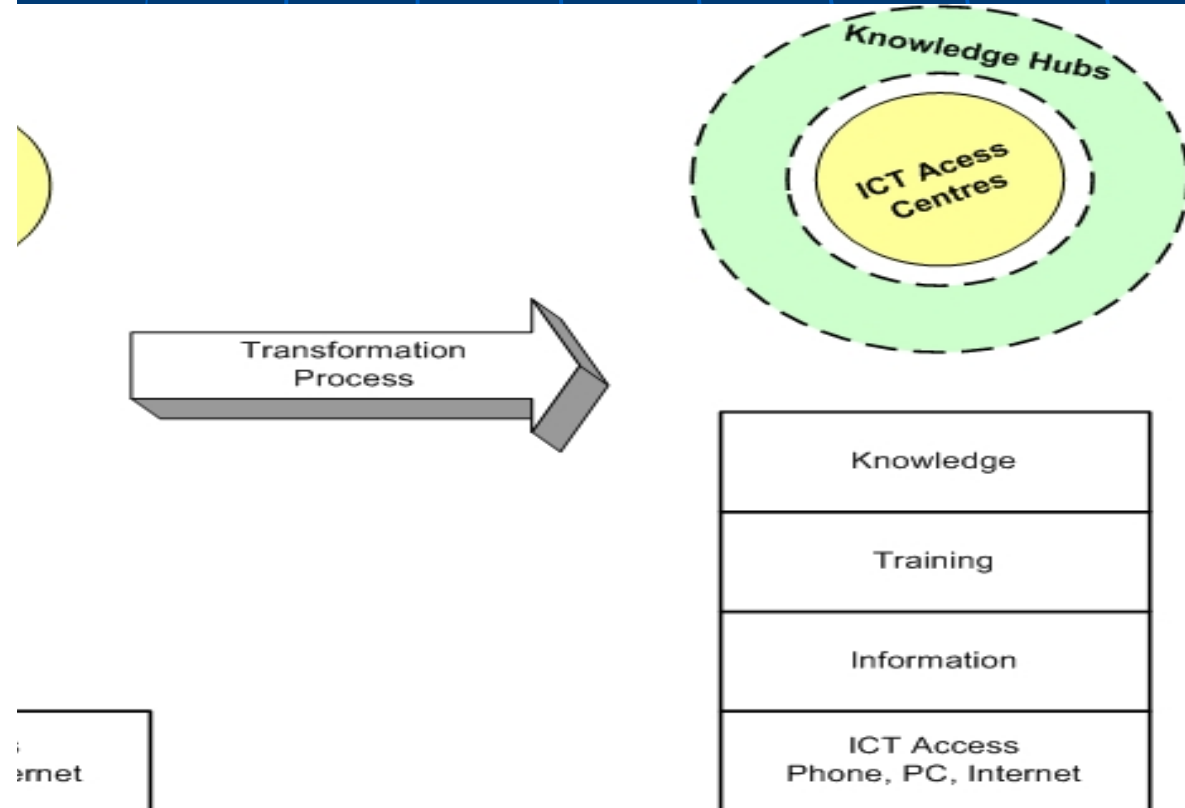 Knowledge Hubs
ICT Acess
Centres
Transformation
Process
Knowledge
Training
Information
ICT Access
Phone, PC, Internet